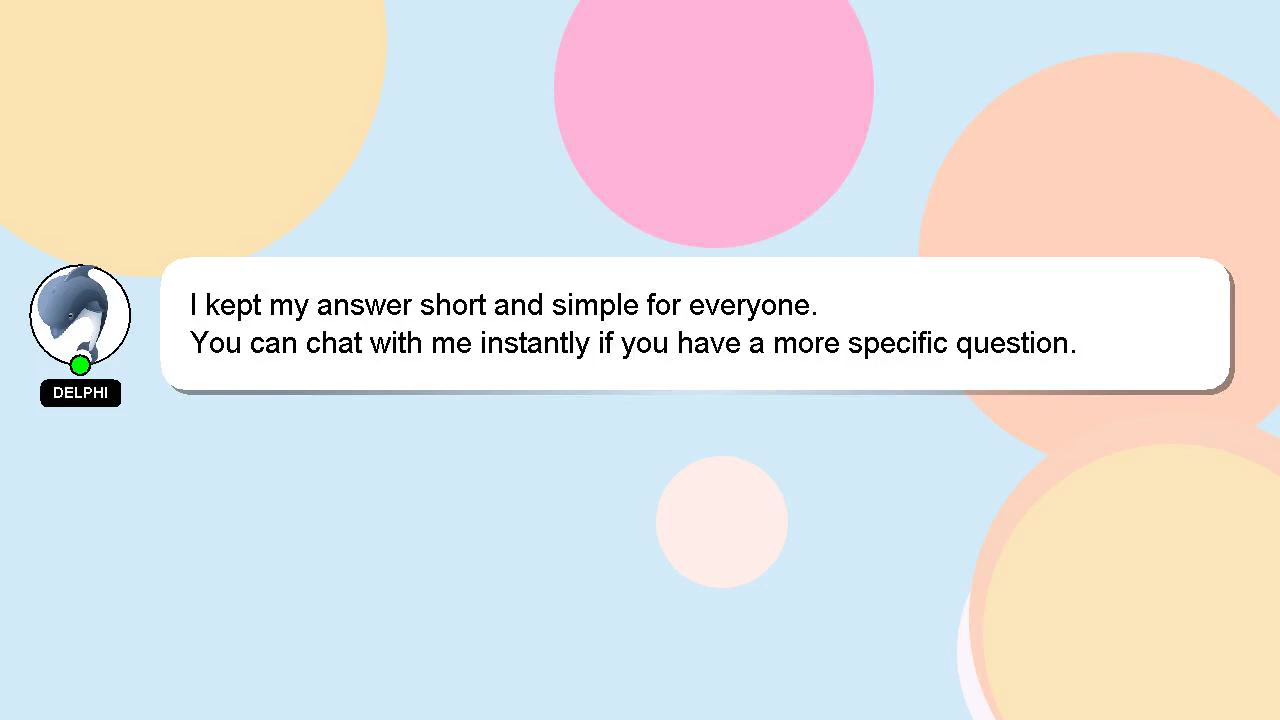 I kept my answer short and simple for everyone.
You can chat with me instantly if you have a more specific question.
DELPHI